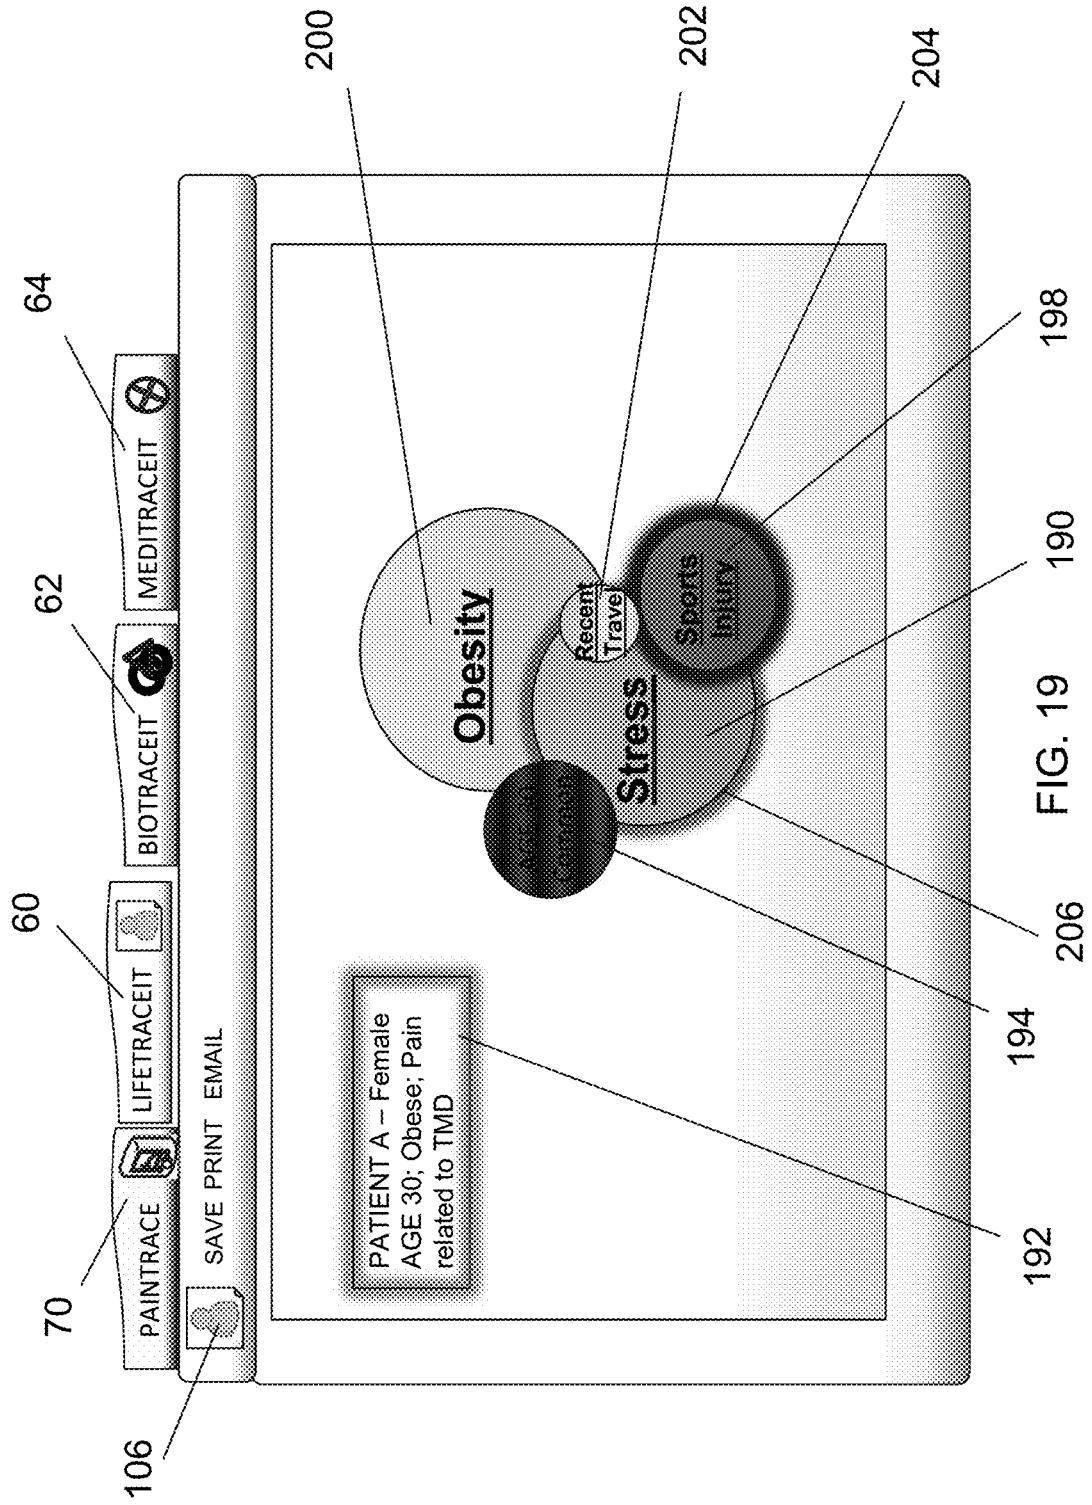 200
202
204
64
62
60
70
106
PAINTRACE
LIFETRACEIT
BIOTRACEIT
MEDITRACEIT
SAVE PRINT EMAIL
PATIENT A – Female
AGE 30; Obese; Pain
related to TMD
Obesity
Recent
Travel
Stress
Sports
Injury
Common
192
194
206
190
198
FIG. 19